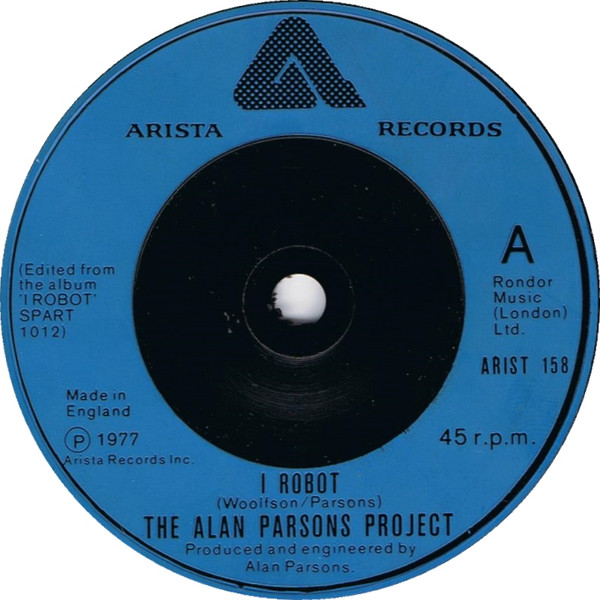 ARISTA RECORDS
(Edited from
the album
'I ROBOT'
SPART
1012)
A
Rondor
Music
(London)
Ltd.
ARIST 158
Made in
England
Ⓟ 1977
Arista Records Inc.
45 r.p.m.
I ROBOT
(Woolfson/Parsons)
THE ALAN PARSONS PROJECT
Produced and engineered by
Alan Parsons.